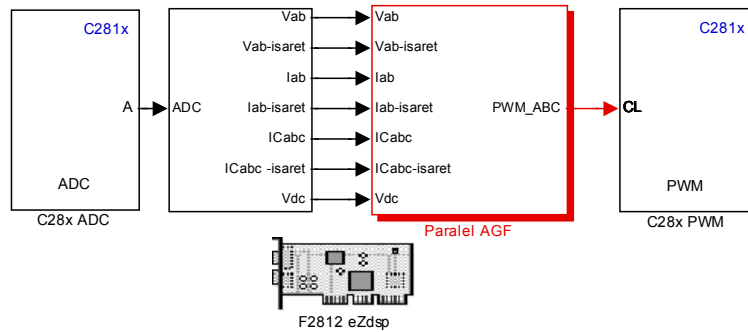 C281x
A
ADC
C28x ADC
ADC
Vab
Vab-isaret
Iab
Iab-isaret
ICabc
ICabc -isaret
Vdc
Vab
Vab-isaret
Iab
Iab-isaret
ICabc
ICabc-isaret
Vdc
PWM_ABC
Paralel AGF
C281x
CL
PWM
C28x PWM
F2812 eZdsp